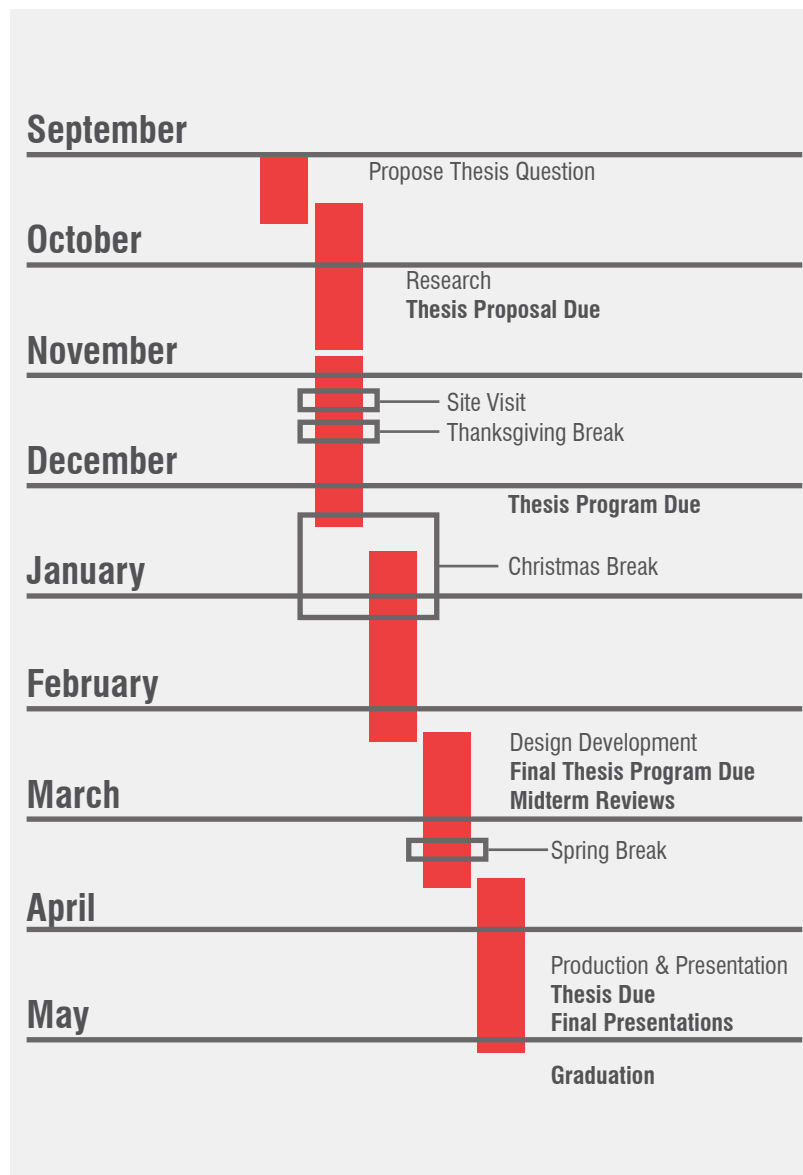 September
Propose Thesis Question
October
Research
Thesis Proposal Due
November
Site Visit
Thanksgiving Break
December
Thesis Program Due
Christmas Break
January
February
Design Development
Final Thesis Program Due
Midterm Reviews
March
Spring Break
April
Production & Presentation
Thesis Due
Final Presentations
May
Graduation